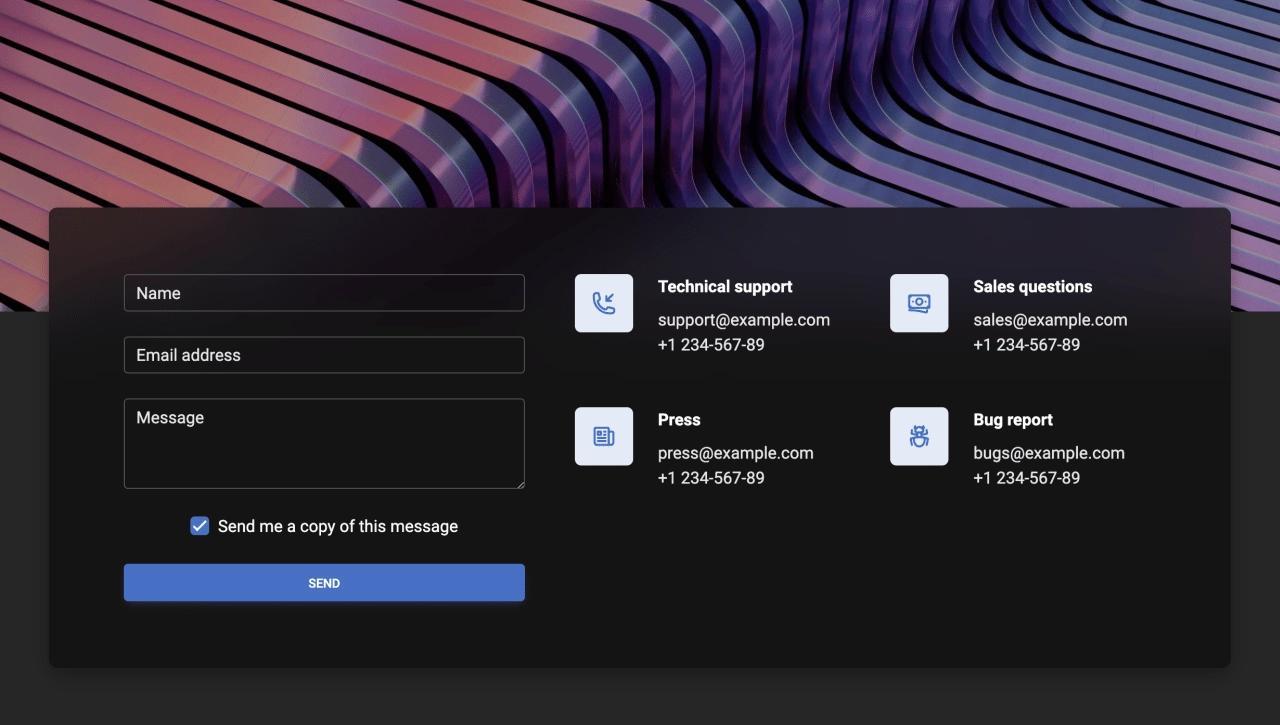 Name
Email address
Message
Send me a copy of this message
SEND
Technical support
support@example.com
+1 234-567-89
Sales questions
sales@example.com
+1 234-567-89
Press
press@example.com
+1 234-567-89
Bug report
bugs@example.com
+1 234-567-89